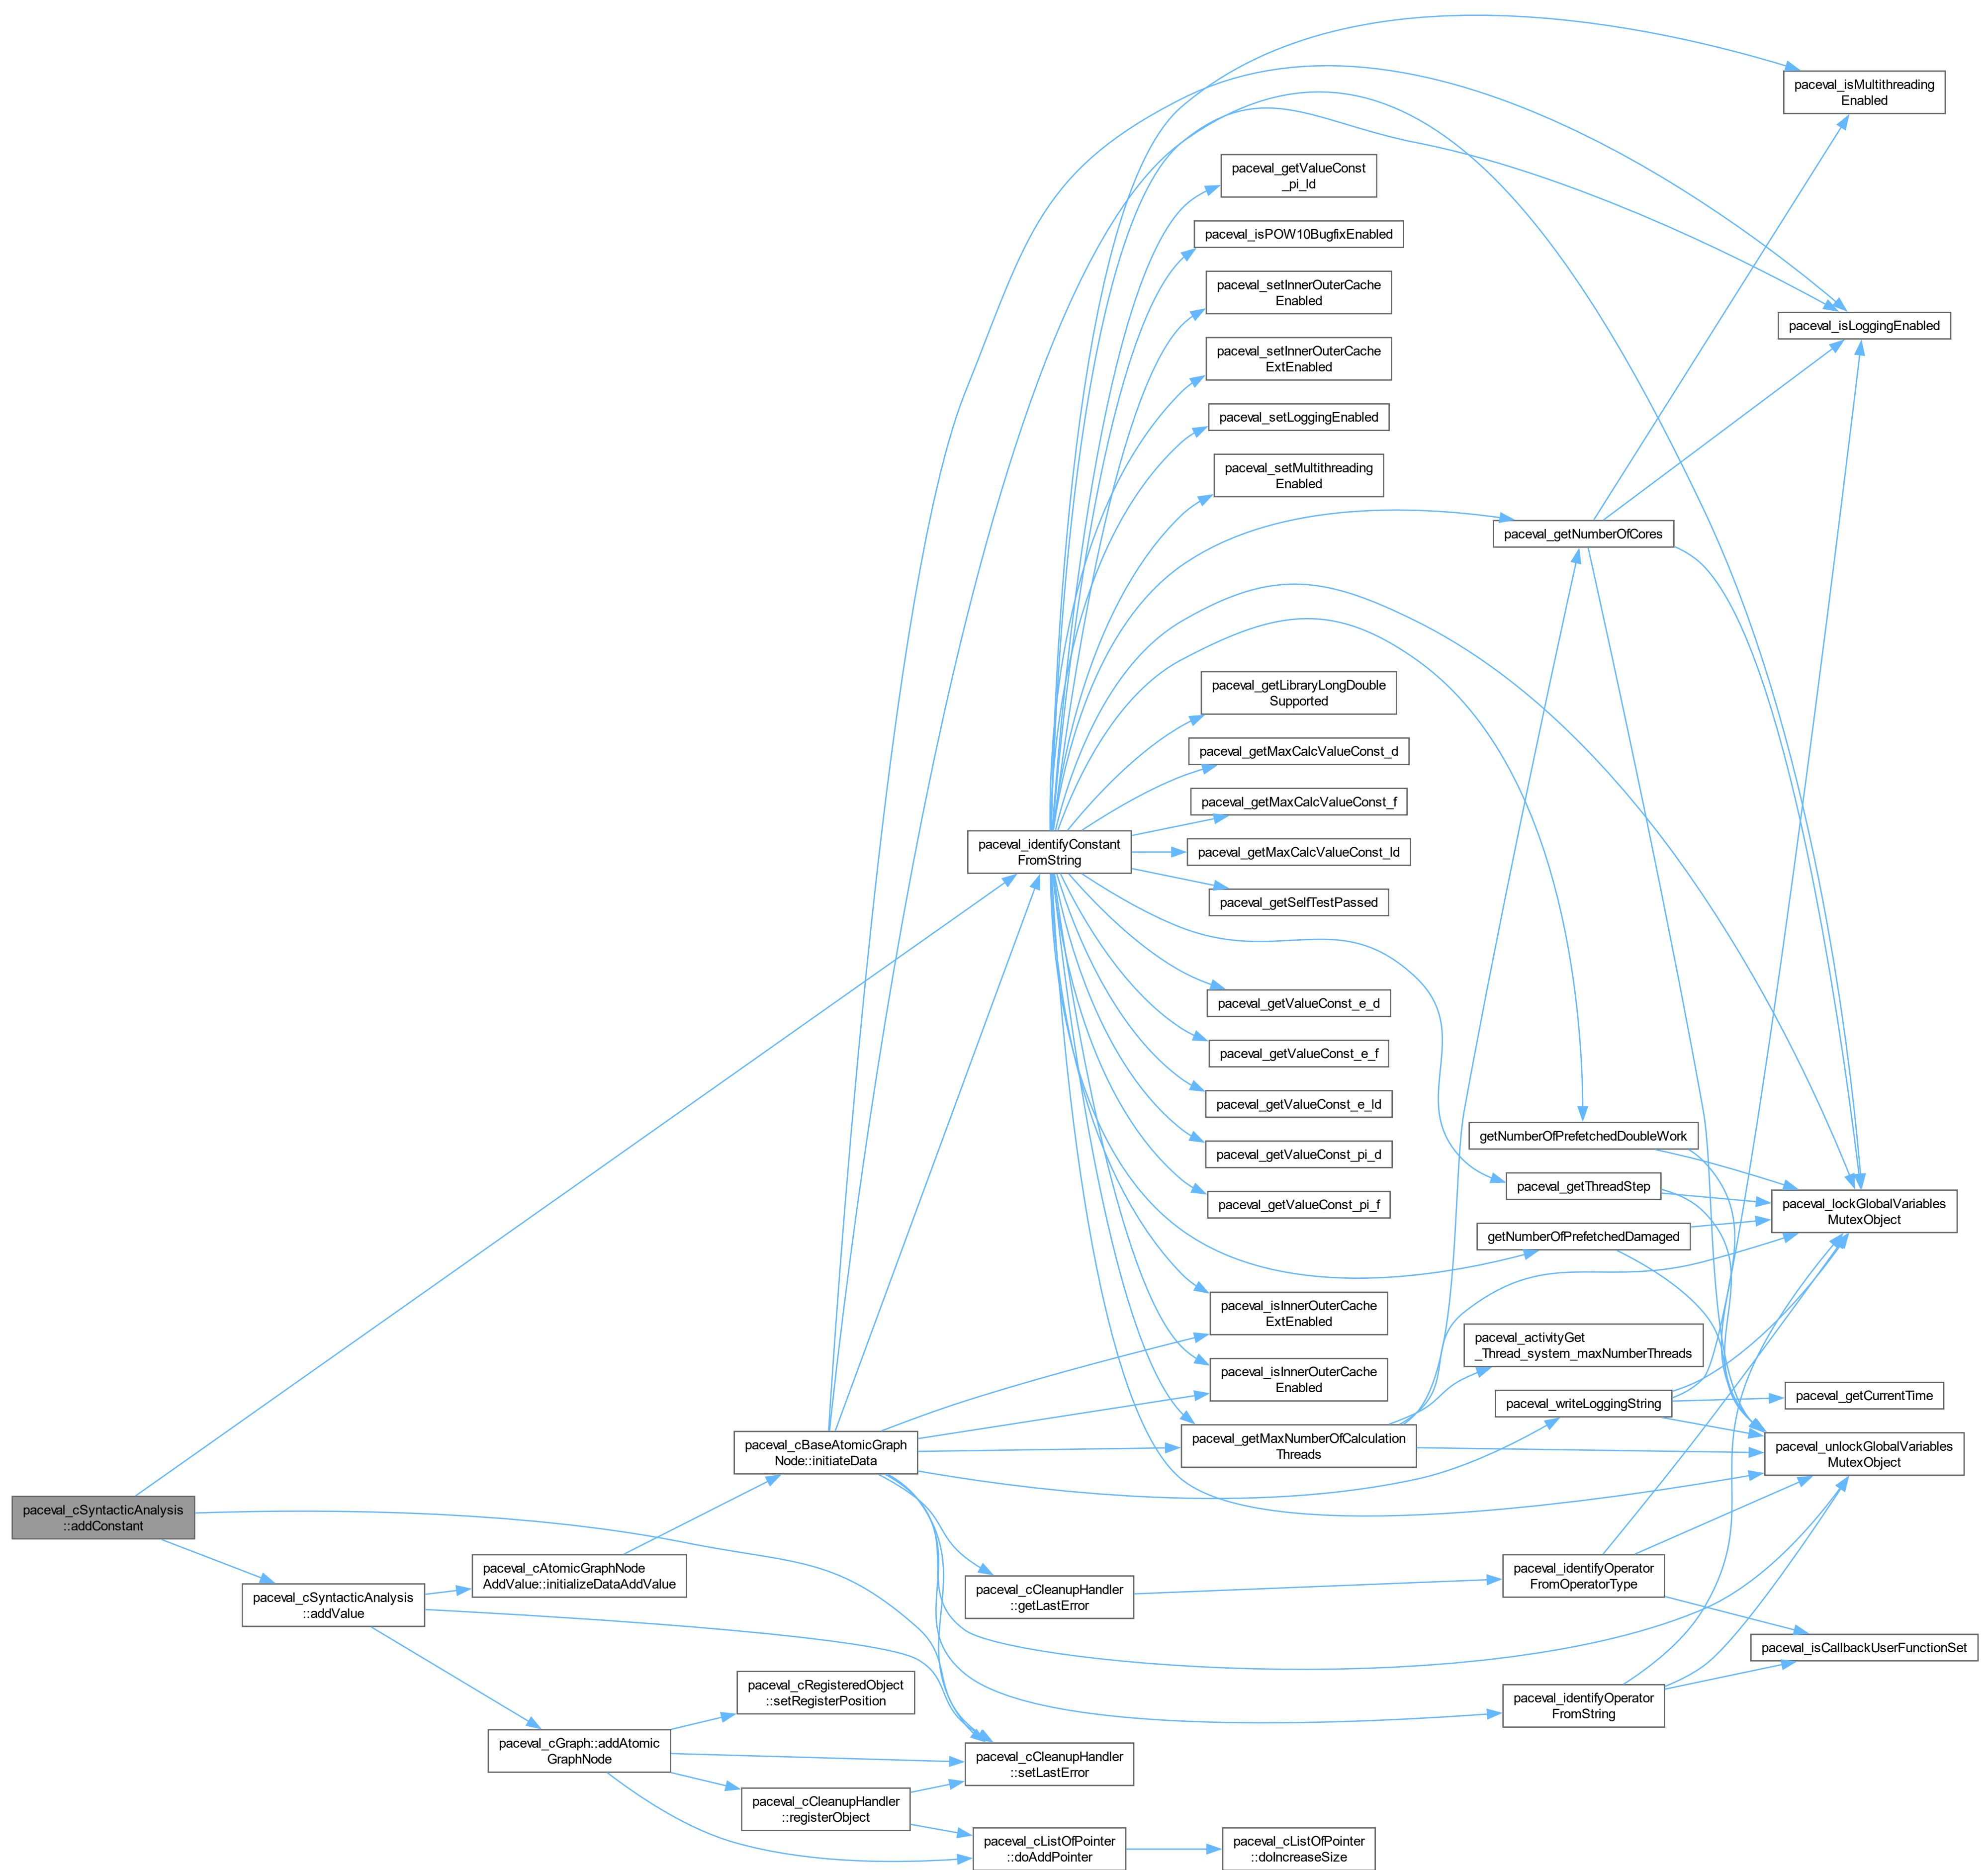 paceval_isMultithreading
Enabled
paceval_getValueConst
_pi_ld
paceval_isPOW10BugfixEnabled
paceval_setInnerOuterCache
Enabled
paceval_isLoggingEnabled
paceval_setInnerOuterCache
ExtEnabled
paceval_setLoggingEnabled
paceval_setMultithreading
Enabled
paceval_getNumberOfCores
paceval_getLibraryLongDouble
Supported
paceval_getMaxCalcValueConst_d
paceval_getMaxCalcValueConst_f
paceval_identifyConstant
FromString
paceval_getMaxCalcValueConst_ld
paceval_getSelfTestPassed
paceval_getValueConst_e_d
paceval_getValueConst_e_f
paceval_getValueConst_e_ld
getNumberOfPrefetchedDoubleWork
paceval_getValueConst_pi_d
paceval_getThreadStep
paceval_getValueConst_pi_f
paceval_lockGlobalVariables
MutexObject
getNumberOfPrefetchedDamaged
paceval_isInnerOuterCache
ExtEnabled
paceval_activityGet
_Thread_system_maxNumberThreads
paceval_isInnerOuterCache
Enabled
paceval_getCurrentTime
paceval_writeLoggingString
paceval_cBaseAtomicGraph
Node::initiateData
paceval_getMaxNumberOfCalculation
Threads
paceval_unlockGlobalVariables
MutexObject
paceval_cSyntacticAnalysis
::addConstant
paceval_cAtomicGraphNode
AddValue::initializeDataAddValue
paceval_identifyOperator
FromOperatorType
paceval_cSyntacticAnalysis
::addValue
paceval_cCleanupHandler
::getLastError
paceval_isCallbackUserFunctionSet
paceval_cRegisteredObject
::setRegisterPosition
paceval_identifyOperator
FromString
paceval_cGraph::addAtomic
GraphNode
paceval_cCleanupHandler
::setLastError
paceval_cCleanupHandler
::registerObject
paceval_cListOfPointer
::doAddPointer
paceval_cListOfPointer
::doIncreaseSize